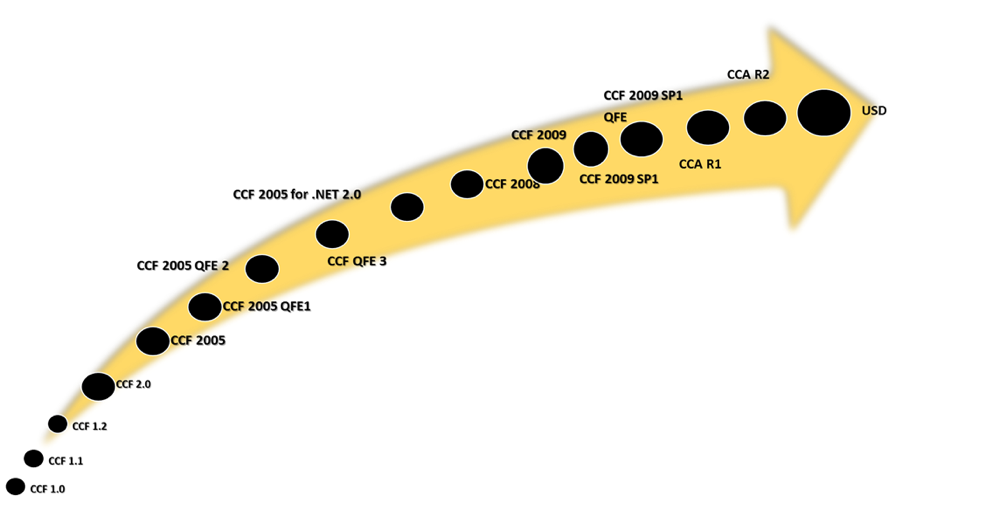 CCA R2
CCF 2009 SP1
QFE
USD
CCF 2009
CCA R1
CCF 2009 SP1
CCF 2008
CCF 2005 for .NET 2.0
CCF QFE 3
CCF 2005 QFE 2
CCF 2005 QFE1
CCF 2005
CCF 2.0
CCF 1.2
CCF 1.1
CCF 1.0